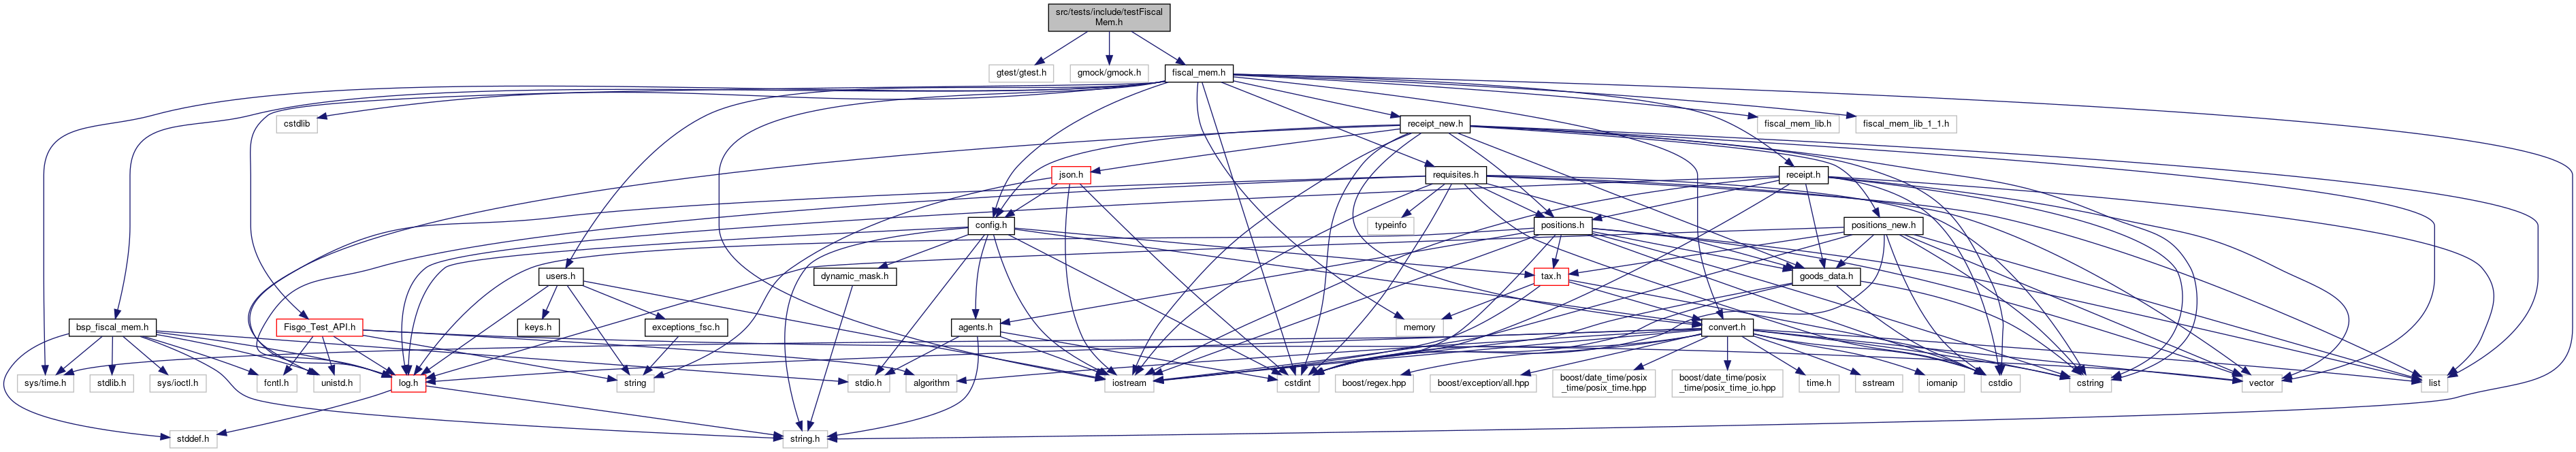 src/tests/include/testFiscal
Mem.h
gtest/gtest.h
gmock/gmock.h
fiscal_mem.h
cstdlib
receipt_new.h
fiscal_mem_lib.h
fiscal_mem_lib_1_1.h
json.h
requisites.h
receipt.h
config.h
typeinfo
positions.h
positions_new.h
users.h
dynamic_mask.h
tax.h
goods_data.h
bsp_fiscal_mem.h
Fisgo_Test_API.h
keys.h
exceptions_fsc.h
agents.h
memory
convert.h
sys/time.h
stdlib.h
sys/ioctl.h
fcntl.h
unistd.h
log.h
string
stdio.h
algorithm
iostream
cstdint
boost/regex.hpp
boost/exception/all.hpp
boost/date_time/posix
_time/posix_time.hpp
boost/date_time/posix
_time/posix_time_io.hpp
time.h
sstream
iomanip
cstdio
cstring
vector
list
stddef.h
string.h